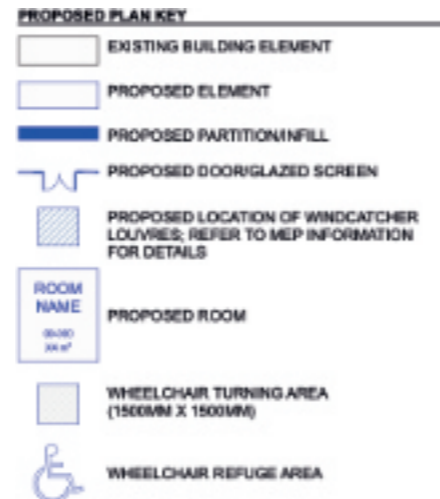 PROPOSED PLAN KEY
EXISTING BUILDING ELEMENT
PROPOSED ELEMENT
PROPOSED PARTITION/INFILL
PROPOSED DOOR/GLAZED SCREEN
PROPOSED LOCATION OF WINDCATCHER
LOUVRES; REFER TO MEP INFORMATION
FOR DETAILS
ROOM
NAME
PROPOSED ROOM
WHEELCHAIR TURNING AREA
(1500MM X 1500MM)
WHEELCHAIR REFUGE AREA